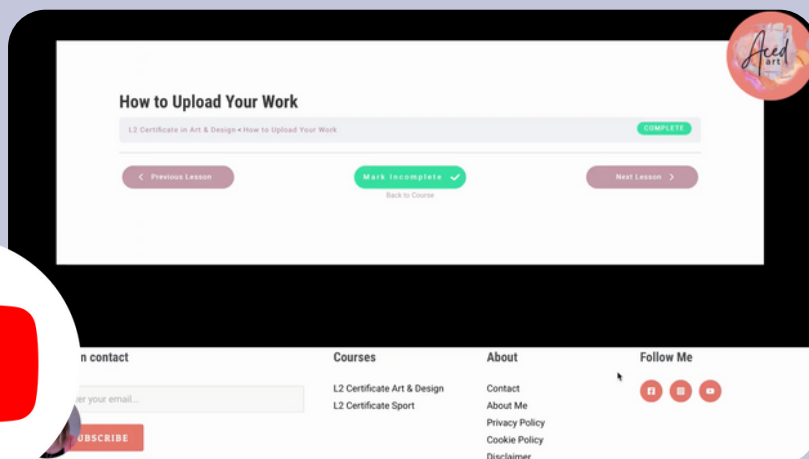 Aced
art
How to Upload Your Work
L2 Certificate in Art & Design < How to Upload Your Work
COMPLETE
< Previous Lesson
Mark Incomplete ✓
Next Lesson >
Back to Course
n contact
Courses
About
Follow Me
er your email...
L2 Certificate Art & Design
L2 Certificate Sport
Contact
About Me
Privacy Policy
Cookie Policy
Disclaimer
UBSCRIBE